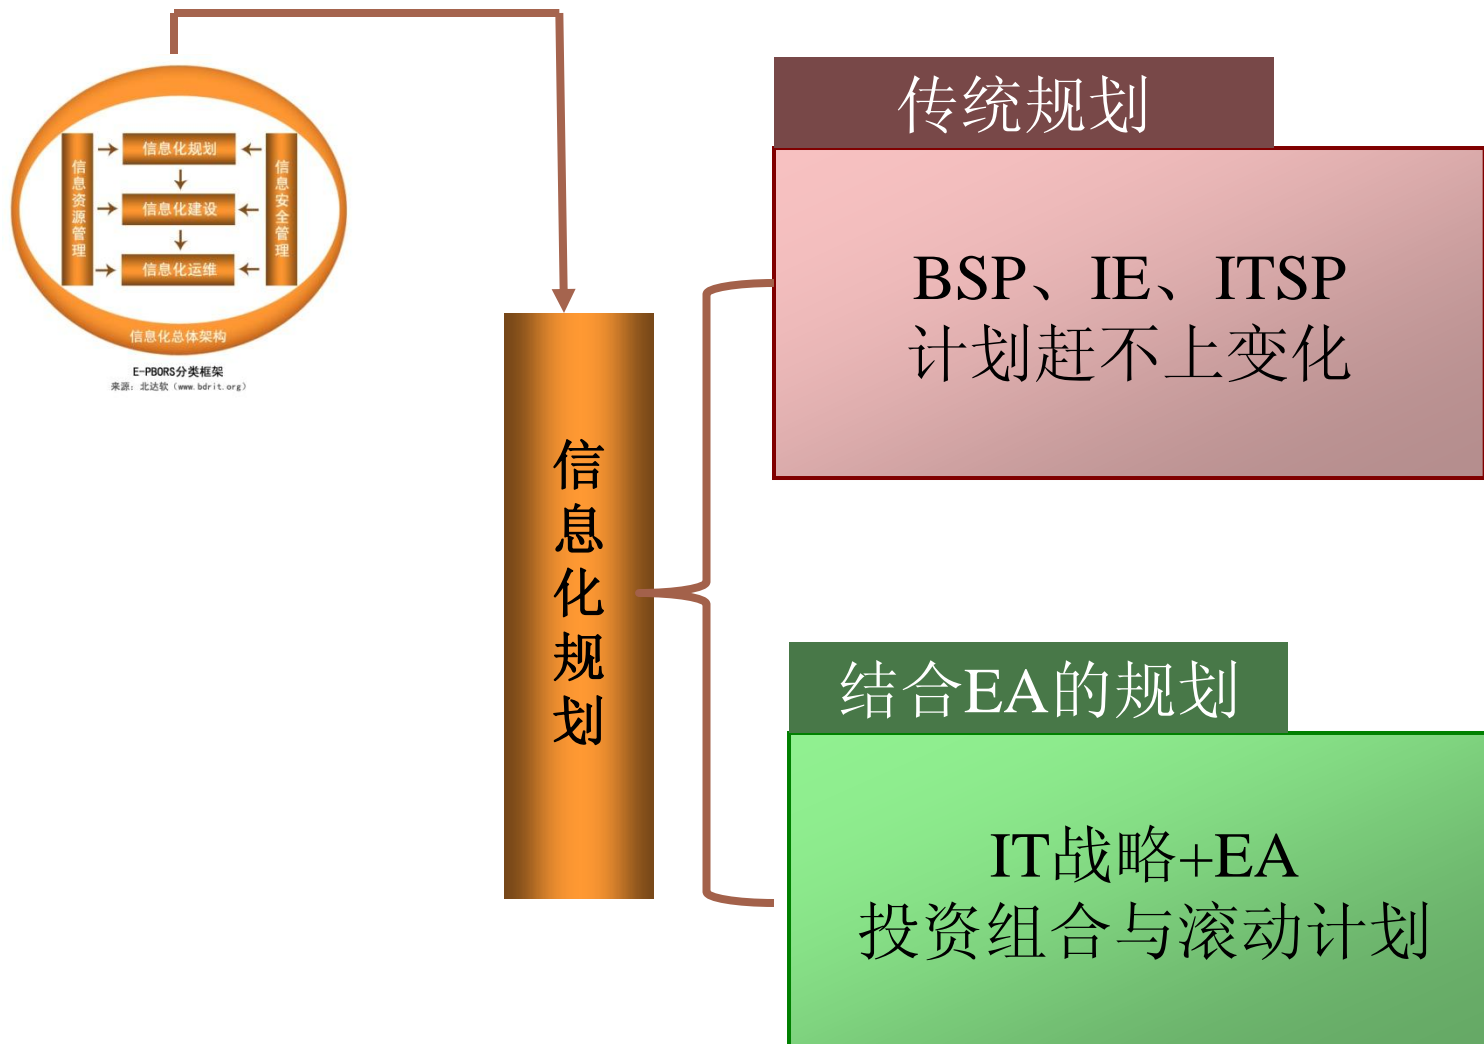 信息资源管理
信息化规划
信息化建设
信息化运维
信息安全管理
信息化总体架构
E-PBORS分类框架
来源：北达软（www.bdrit.org）
信息化规划
传统规划
BSP、IE、ITSP
计划赶不上变化
结合EA的规划
IT战略+EA
投资组合与滚动计划